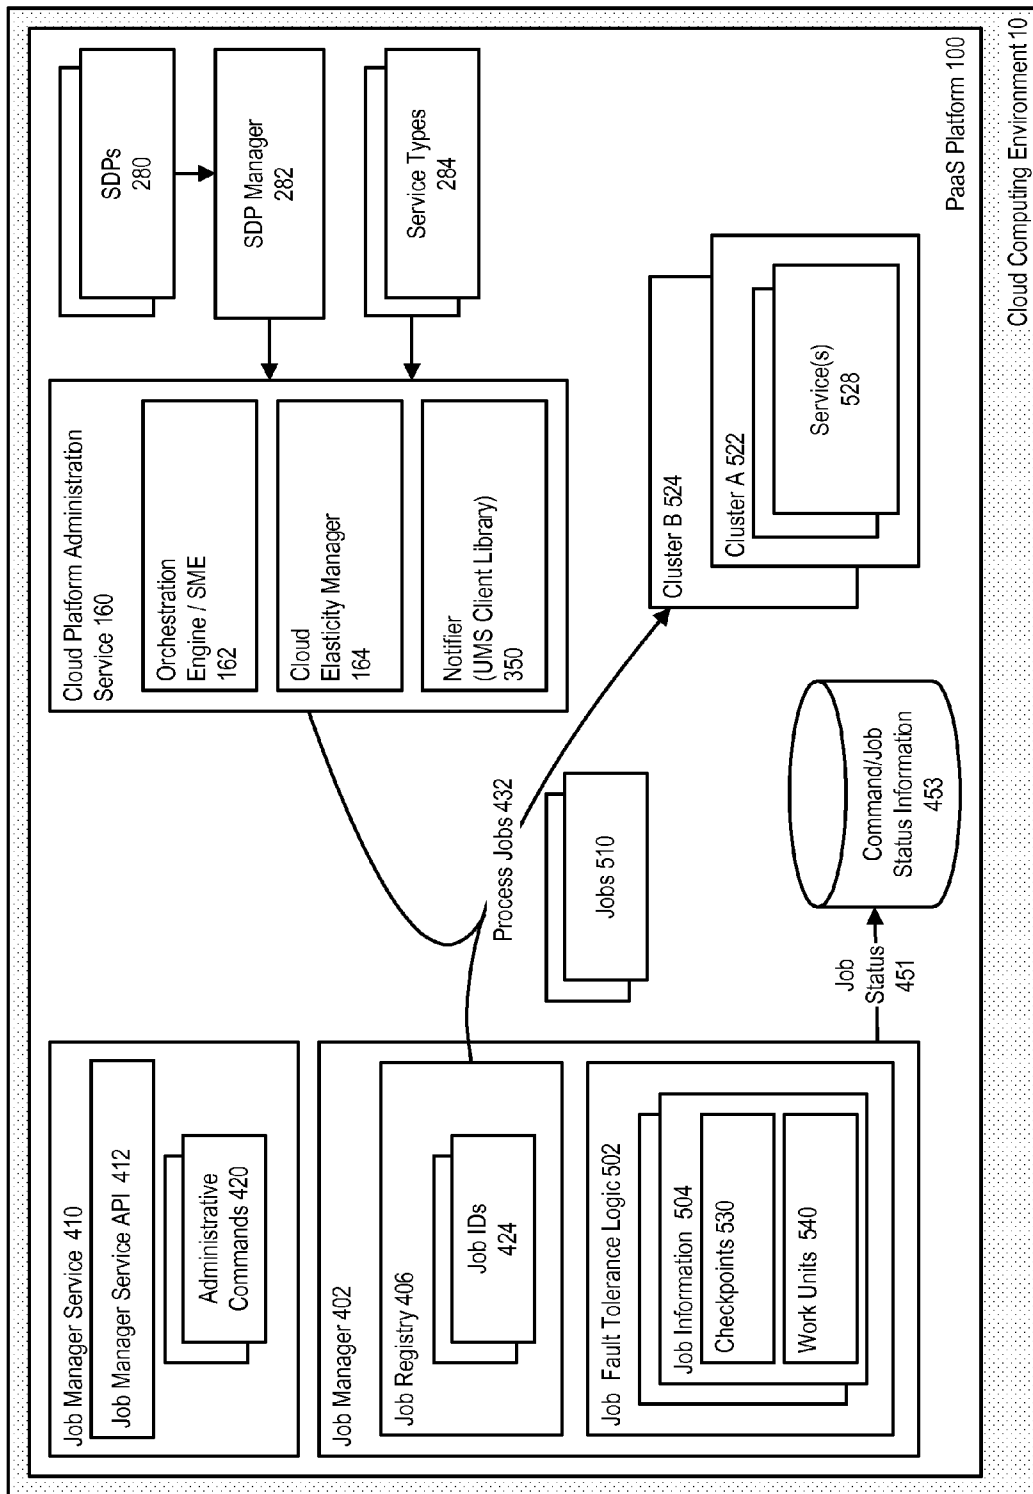 Job Manager Service 410
Job Manager Service API 412
Administrative
Commands 420
Job Manager 402
Job Registry 406
Job IDs
424
Job Fault Tolerance Logic 502
Job Information 504
Checkpoints 530
Work Units 540
Cloud Platform Administration
Service 160
Orchestration
Engine / SME
162
Cloud
Elasticity Manager
164
Notifier
(UMS Client Library)
350
SDPs
280
SDP Manager
282
Service Types
284
Process Jobs 432
Jobs 510
Job
Status
451
Command/Job
Status Information
453
Cluster B 524
Cluster A 522
Service(s)
528
PaaS Platform 100
Cloud Computing Environment 10